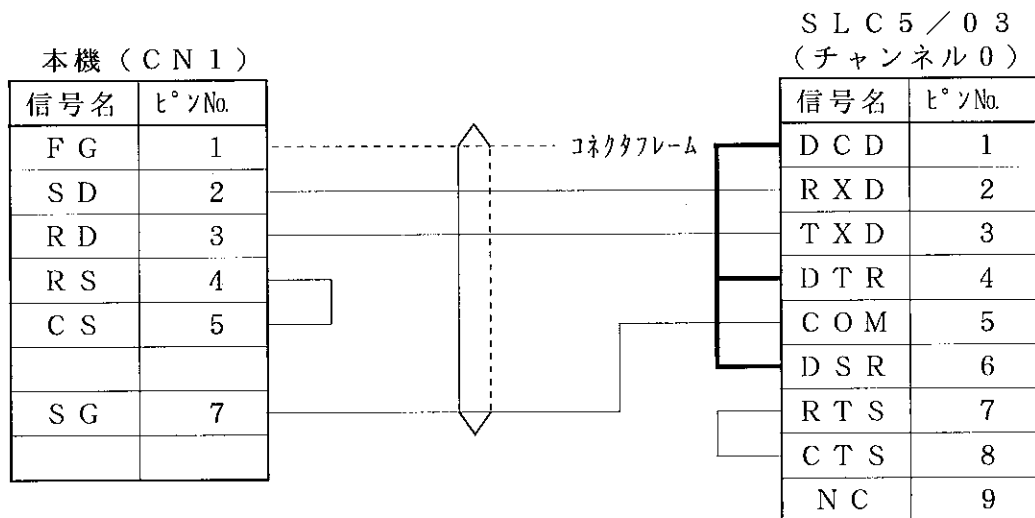 SLC5/03
本機(CN1)
(チャンネル0)
信号名 ピンNo.
FG 1
SD 2
RD 3
RS 4
CS 5
SG 7
コネクタフレーム
信号名 ピンNo.
DCD 1
RXD 2
TXD 3
DTR 4
COM 5
DSR 6
RTS 7
CTS 8
NC 9